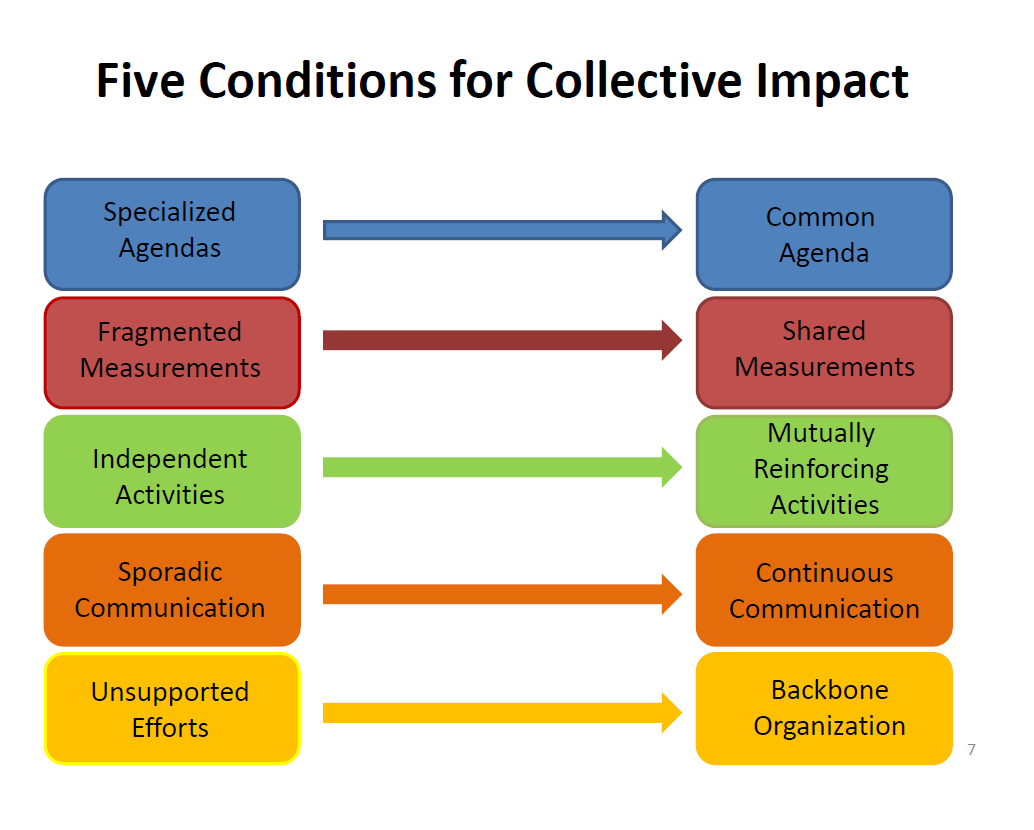 Five Conditions for Collective Impact
Specialized
Agendas
Common
Agenda
Fragmented
Measurements
Shared
Measurements
Independent
Activities
Mutually
Reinforcing
Activities
Sporadic
Communication
Continuous
Communication
Unsupported
Efforts
Backbone
Organization
7